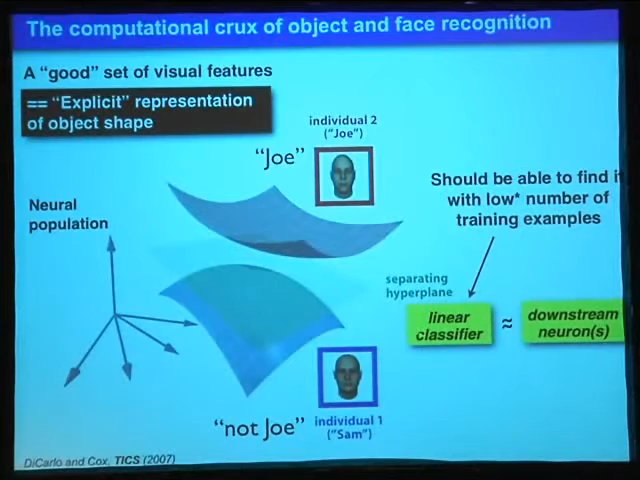 The computational crux of object and face recognition
A “good” set of visual features
== “Explicit” representation
of object shape
individual 2
(“Joe”)
“Joe”
Should be able to find it
with low* number of
training examples
Neural
population
separating
hyperplane
linear
classifier
≈
downstream
neuron(s)
“not Joe”
individual 1
(“Sam”)
DiCarlo and Cox, TICS (2007)